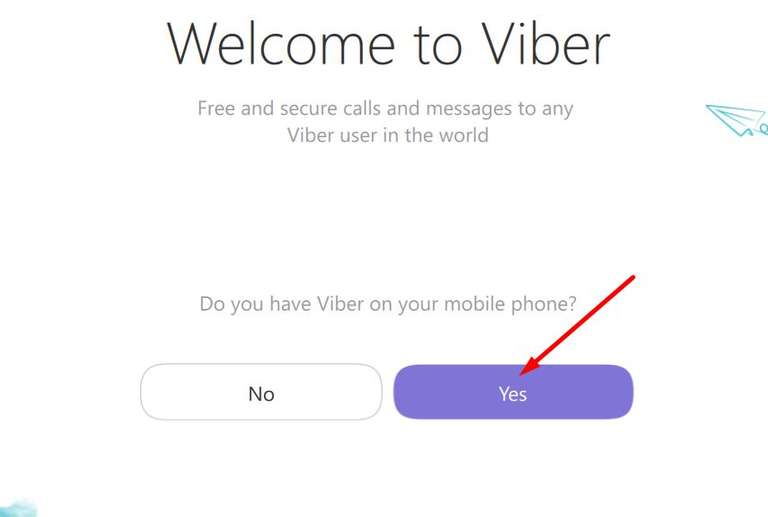 Welcome to Viber
Free and secure calls and messages to any
Viber user in the world
Do you have Viber on your mobile phone?
No
Yes